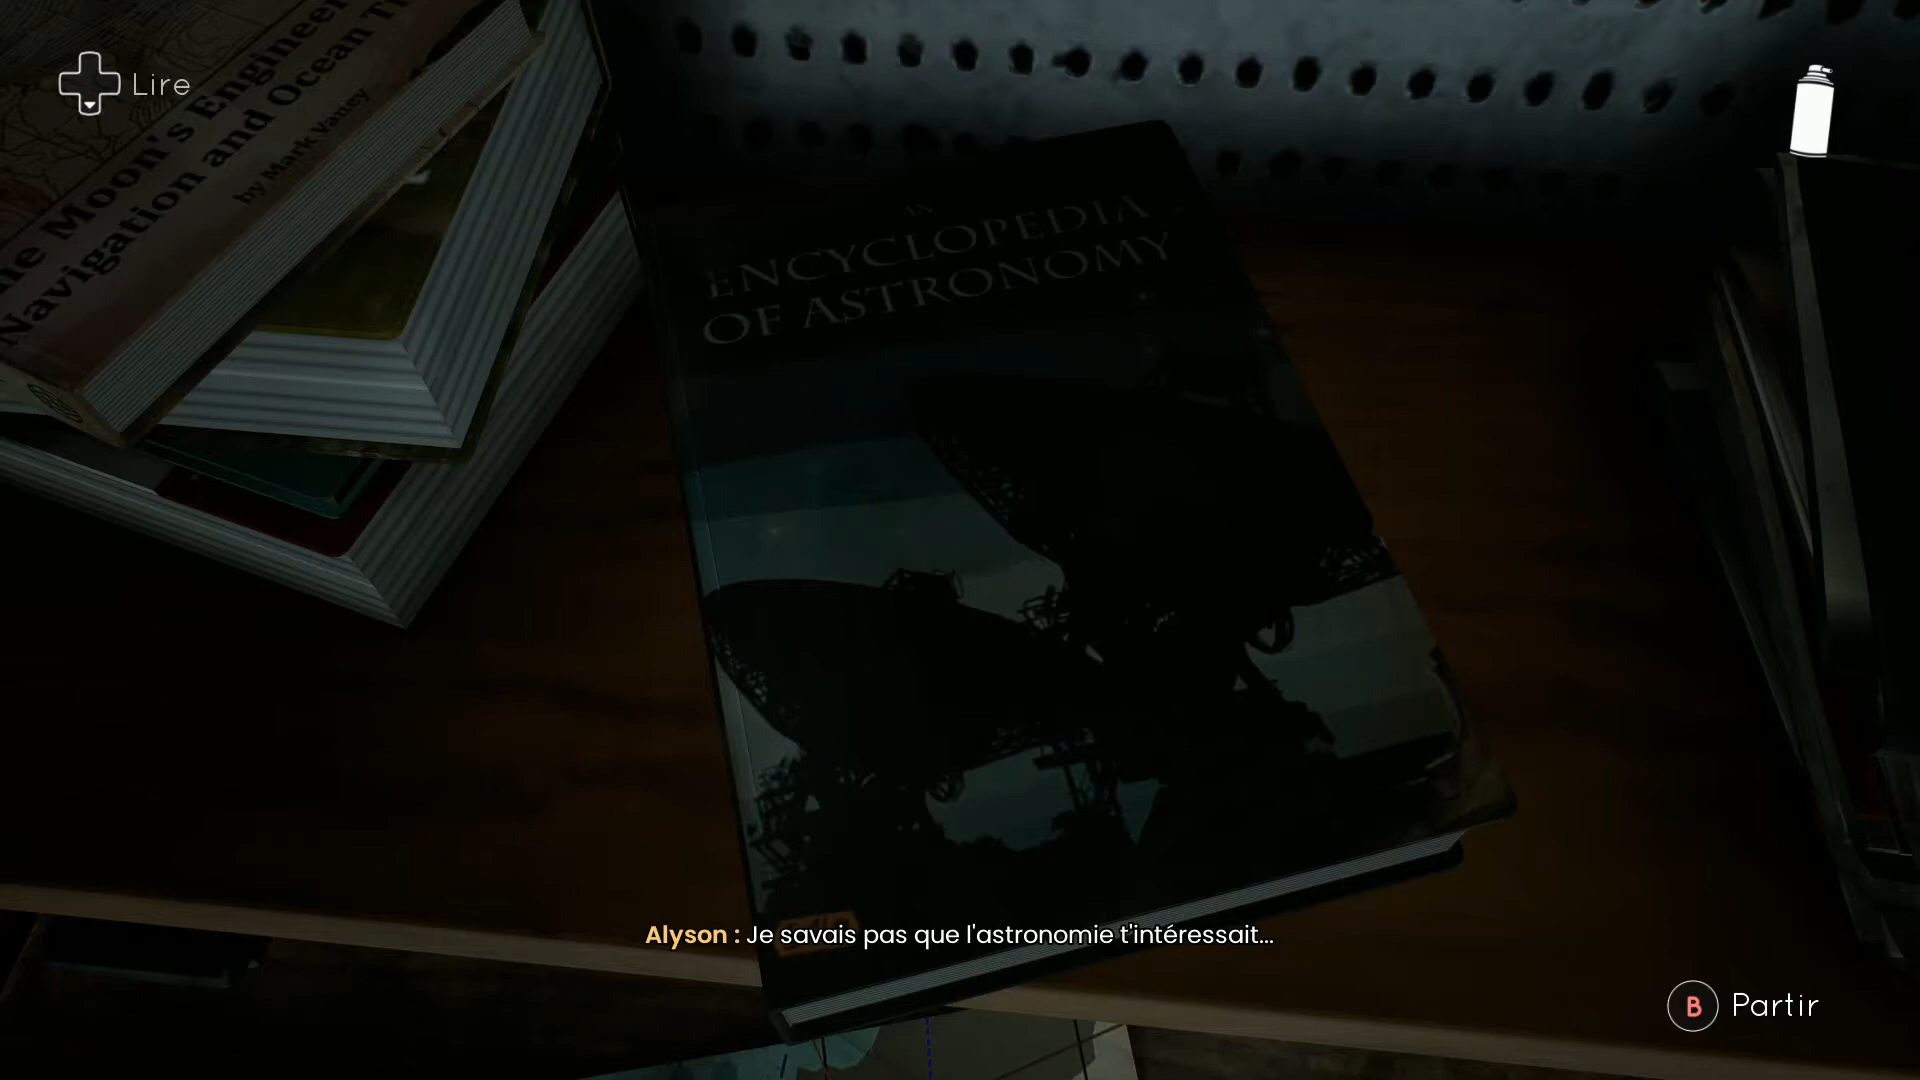 Lire
The Moon's Engineer
Navigation and Ocean T
by Mark Vaney
AN
ENCYCLOPEDIA
OF ASTRONOMY
Alyson : Je savais pas que l'astronomie t'intéressait...
B Partir